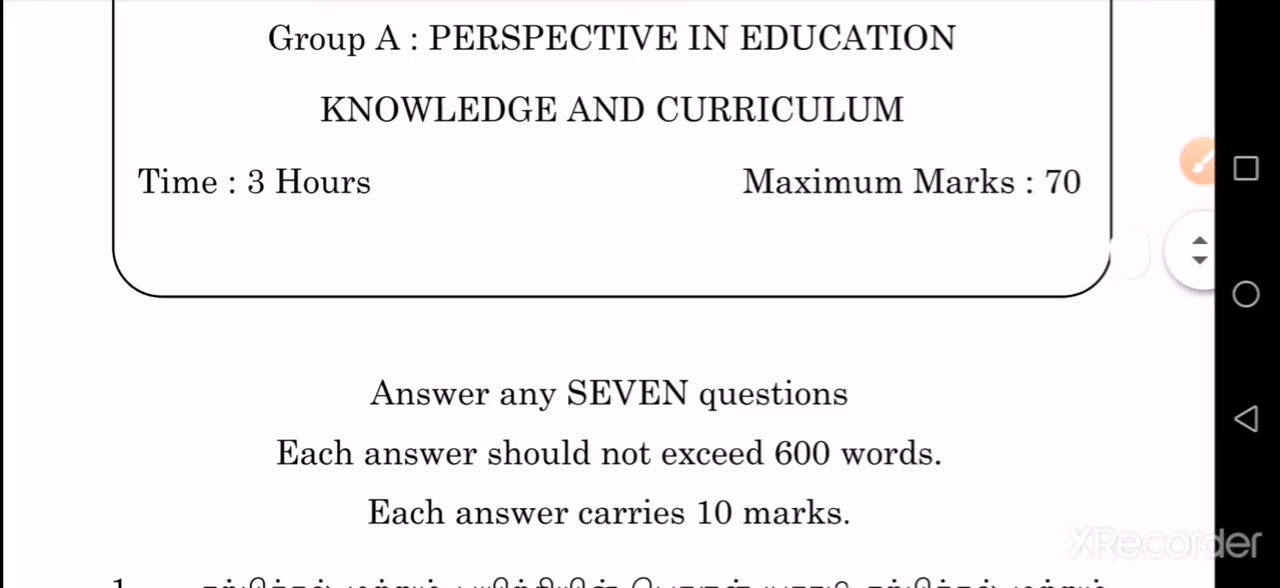 Group A : PERSPECTIVE IN EDUCATION
KNOWLEDGE AND CURRICULUM
Time : 3 Hours Maximum Marks : 70
Answer any SEVEN questions
Each answer should not exceed 600 words.
Each answer carries 10 marks.
XRecorder
1.